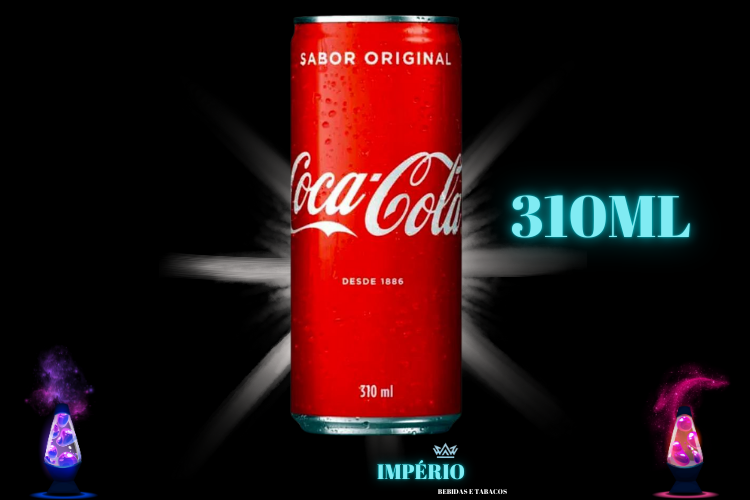 SABOR ORIGINAL
Coca-Cola
310ML
DESDE 1886
310 ml
IMPÉRIO
BEBIDAS E TABACOS